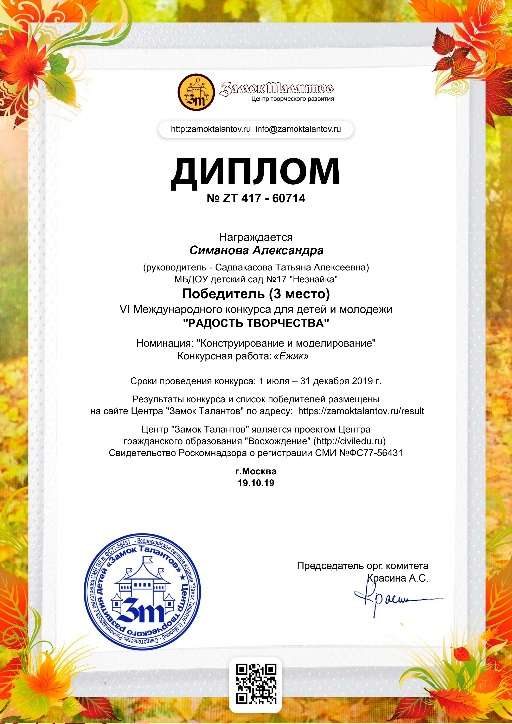 ЗамокТалантов
Центр творческого развития
http:zamoktalantov.ru info@zamoktalantov.ru
ДИПЛОМ
№ ZT 417 - 60714
Награждается
Симанова Александра
(руководитель - Садвакасова Татьяна Алексеевна)
МБДОУ детский сад №17 "Незнайка"
Победитель (3 место)
VI Международного конкурса для детей и молодежи
"РАДОСТЬ ТВОРЧЕСТВА"
Номинация: "Конструирование и моделирование"
Конкурсная работа: «Ежик»
Сроки проведения конкурса: 1 июля – 31 декабря 2019 г.
Результаты конкурса и список победителей размещены
на сайте Центра "Замок Талантов" по адресу: https://zamoktalantov.ru/result
Центр "Замок Талантов" является проектом Центра
гражданского образования "Восхождение" (http://civiledu.ru)
Свидетельство Роскомнадзора о регистрации СМИ №ФС77-56431
г.Москва
19.10.19
Председатель орг. комитета
Красина А.С.
Центр творческого развития детей «Замок Талантов»
Зт